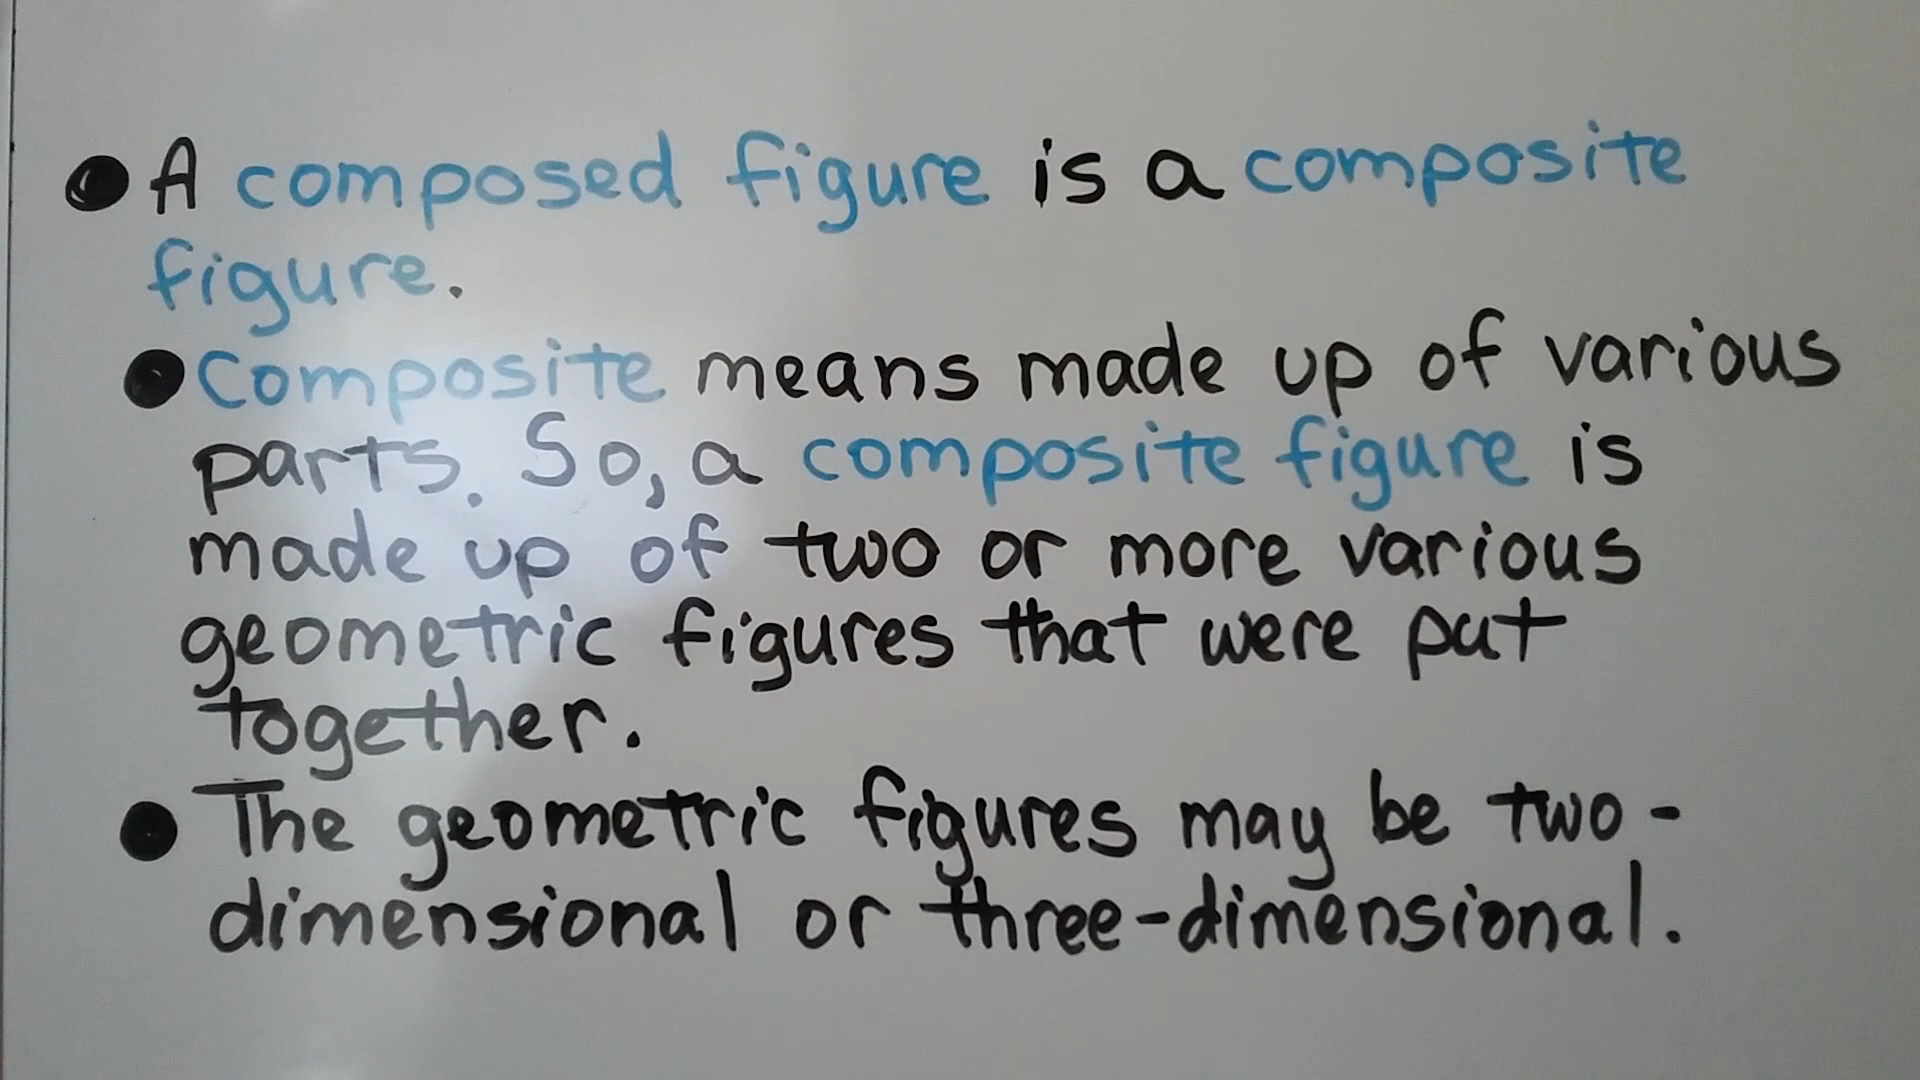 ● A composed figure is a composite
figure.
● Composite means made up of various
parts. So, a composite figure is
made up of two or more various
geometric figures that were put
together.
● The geometric figures may be two-
dimensional or three-dimensional.